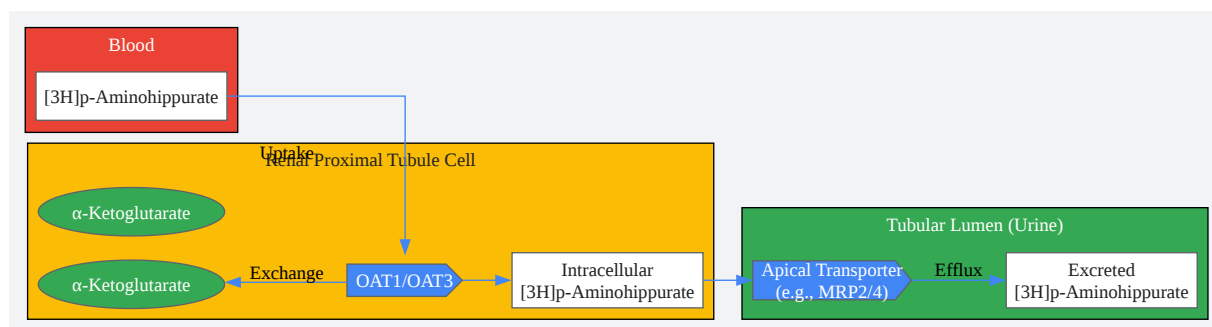 Blood
[3H]p-Aminohippurate
Uptake
Renal Proximal Tubule Cell
α-Ketoglutarate
α-Ketoglutarate
Exchange
OAT1/OAT3
Intracellular
[3H]p-Aminohippurate
Tubular Lumen (Urine)
Apical Transporter
(e.g., MRP2/4)
Efflux
Excreted
[3H]p-Aminohippurate